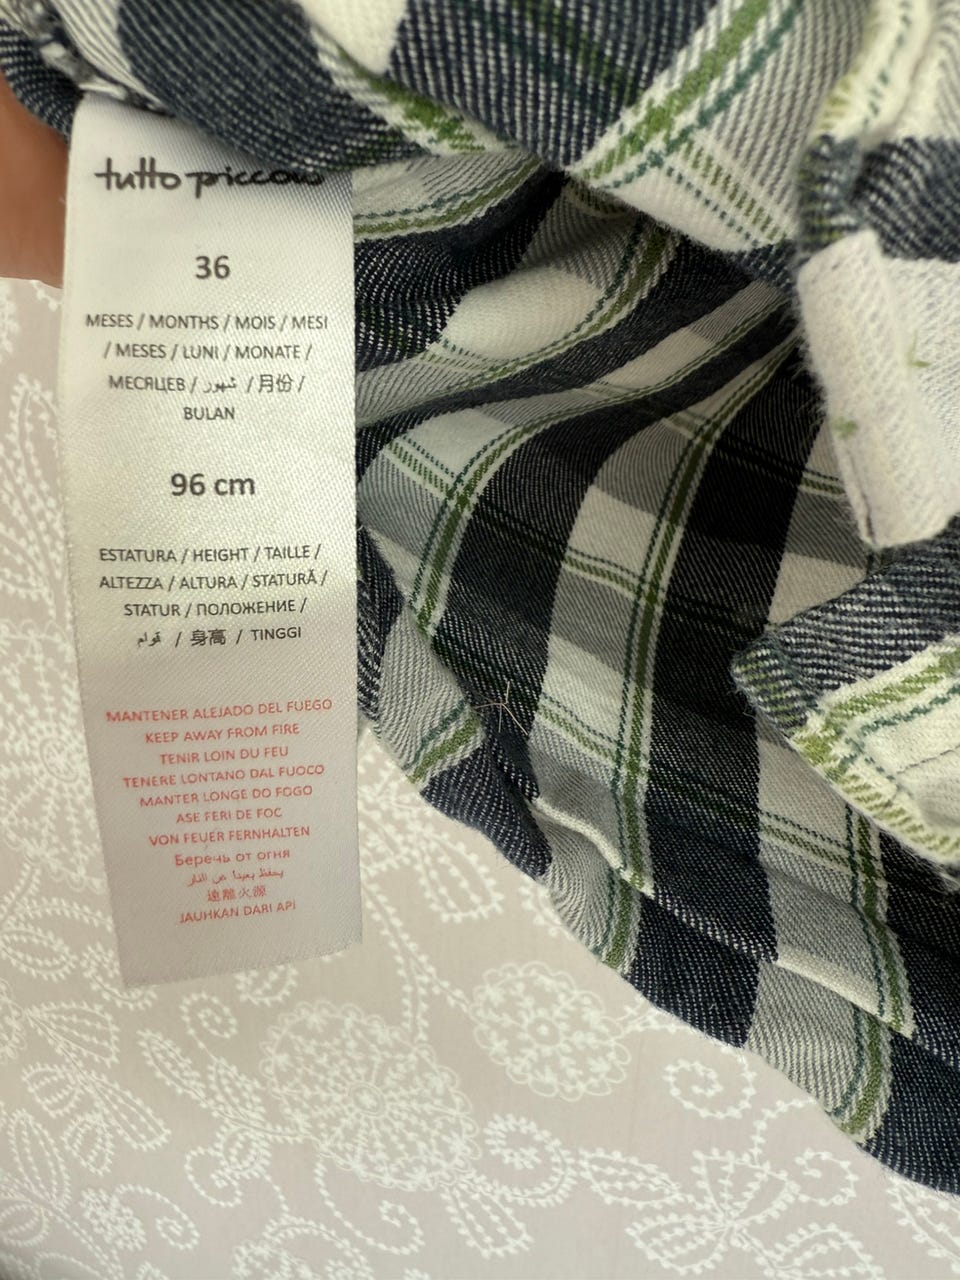 tutto piccolo
36
MESES / MONTHS / MOIS / MESI
/ MESES / LUNI / MONATE /
МЕСЯЦЕВ / شهور / 月份 /
BULAN
96 cm
ESTATURA / HEIGHT / TAILLE /
ALTEZZA / ALTURA / STATURĂ /
STATUR / ПОЛОЖЕНИЕ /
قوام / 身高 / TINGGI
MANTENER ALEJADO DEL FUEGO
KEEP AWAY FROM FIRE
TENIR LOIN DU FEU
TENERE LONTANO DAL FUOCO
MANTER LONGE DO FOGO
ASE FERI DE FOC
VON FEUER FERNHALTEN
Беречь от огня
يحفظ بعيدا عن النار
遠離火源
JAUHKAN DARI API